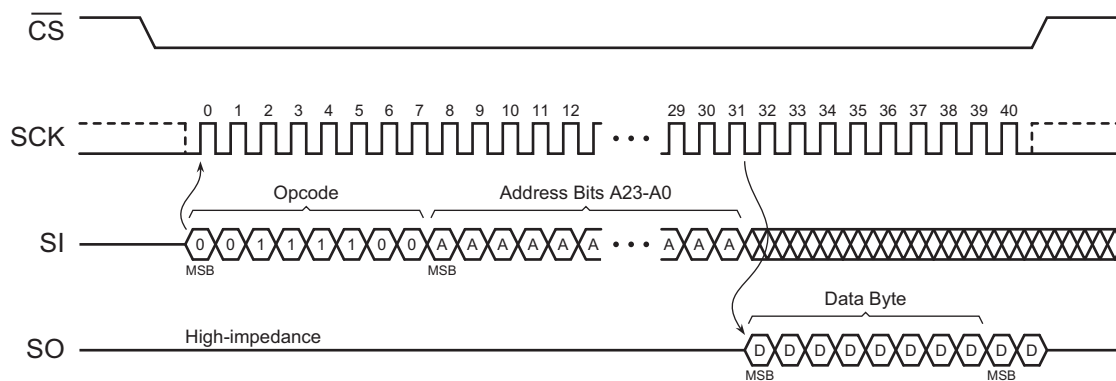 CS
0 1 2 3 4 5 6 7 8 9 10 11 12 29 30 31 32 33 34 35 36 37 38 39 40
SCK
Opcode Address Bits A23-A0
SI 0 0 1 1 1 1 0 0 A A A A A A A A A
MSB MSB
Data Byte
High-impedance
SO D D D D D D D D D D
MSB MSB